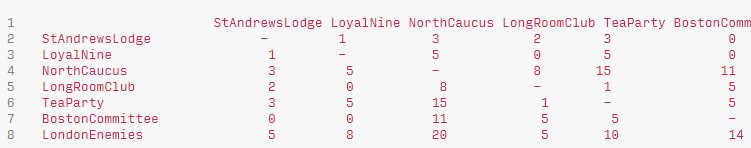 1 StAndrewsLodge LoyalNine NorthCaucus LongRoomClub TeaParty BostonComm
2 StAndrewsLodge - 1 3 2 3 0
3 LoyalNine 1 - 5 0 5 0
4 NorthCaucus 3 5 - 8 15 11
5 LongRoomClub 2 0 8 - 1 5
6 TeaParty 3 5 15 1 - 5
7 BostonCommittee 0 0 11 5 5 -
8 LondonEnemies 5 8 20 5 10 14